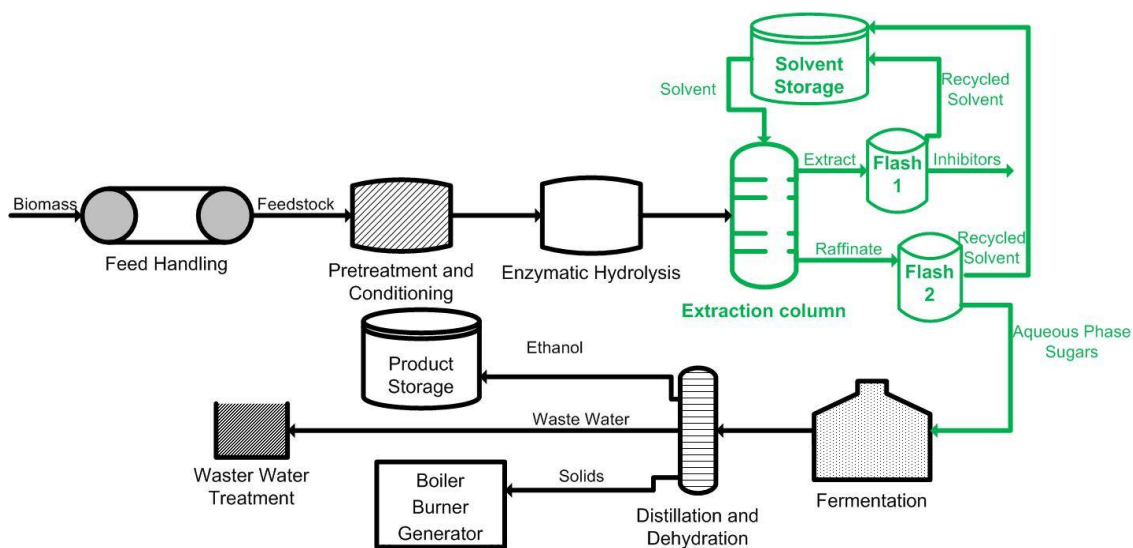 Solvent
Storage
Solvent
Recycled
Solvent
Extract
Flash
1
Inhibitors
Biomass
Feedstock
Feed Handling
Pretreatment and
Conditioning
Enzymatic Hydrolysis
Raffinate
Recycled
Solvent
Flash
2
Extraction column
Aqueous Phase
Sugars
Product
Storage
Ethanol
Waste Water
Waster Water
Treatment
Solids
Boiler
Burner
Generator
Distillation and
Dehydration
Fermentation